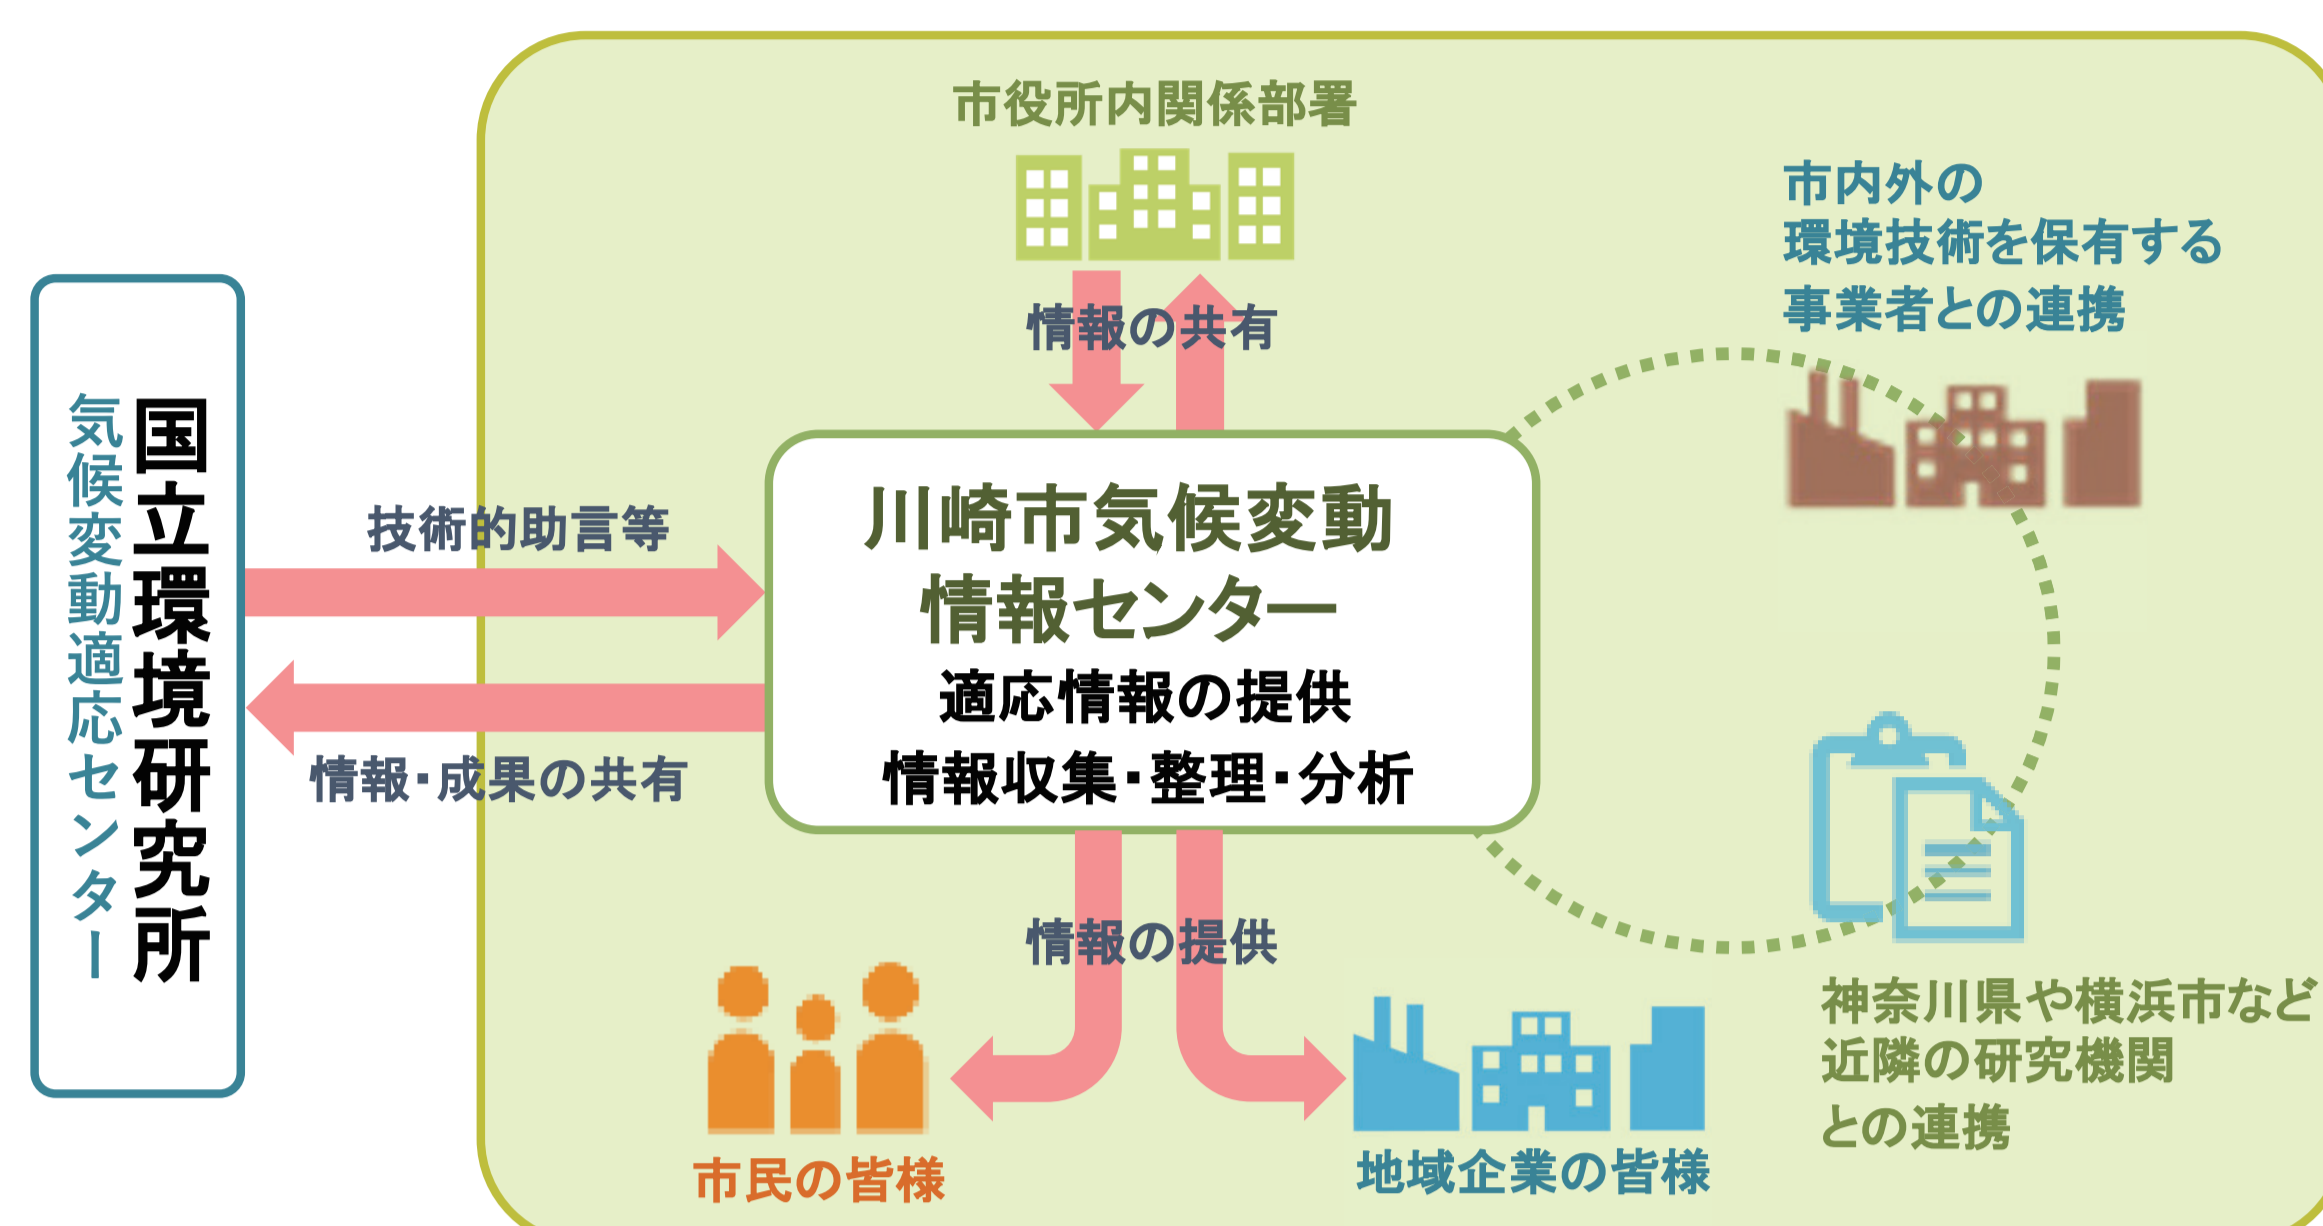 市役所内関係部署
情報の共有
市内外の
環境技術を保有する
事業者との連携
国立環境研究所
気候変動適応センター
技術的助言等
情報・成果の共有
川崎市気候変動
情報センター
適応情報の提供
情報収集・整理・分析
情報の提供
市民の皆様
地域企業の皆様
神奈川県や横浜市など
近隣の研究機関
との連携